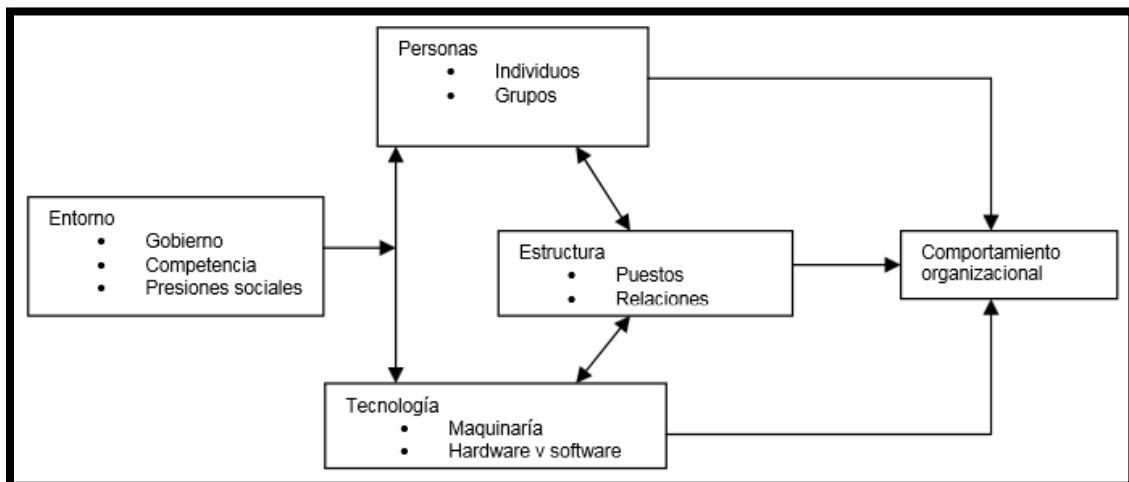 Personas
• Individuos
• Grupos
Entorno
• Gobierno
• Competencia
• Presiones sociales
Estructura
• Puestos
• Relaciones
Comportamiento
organizacional
Tecnología
• Maquinaría
• Hardware v software